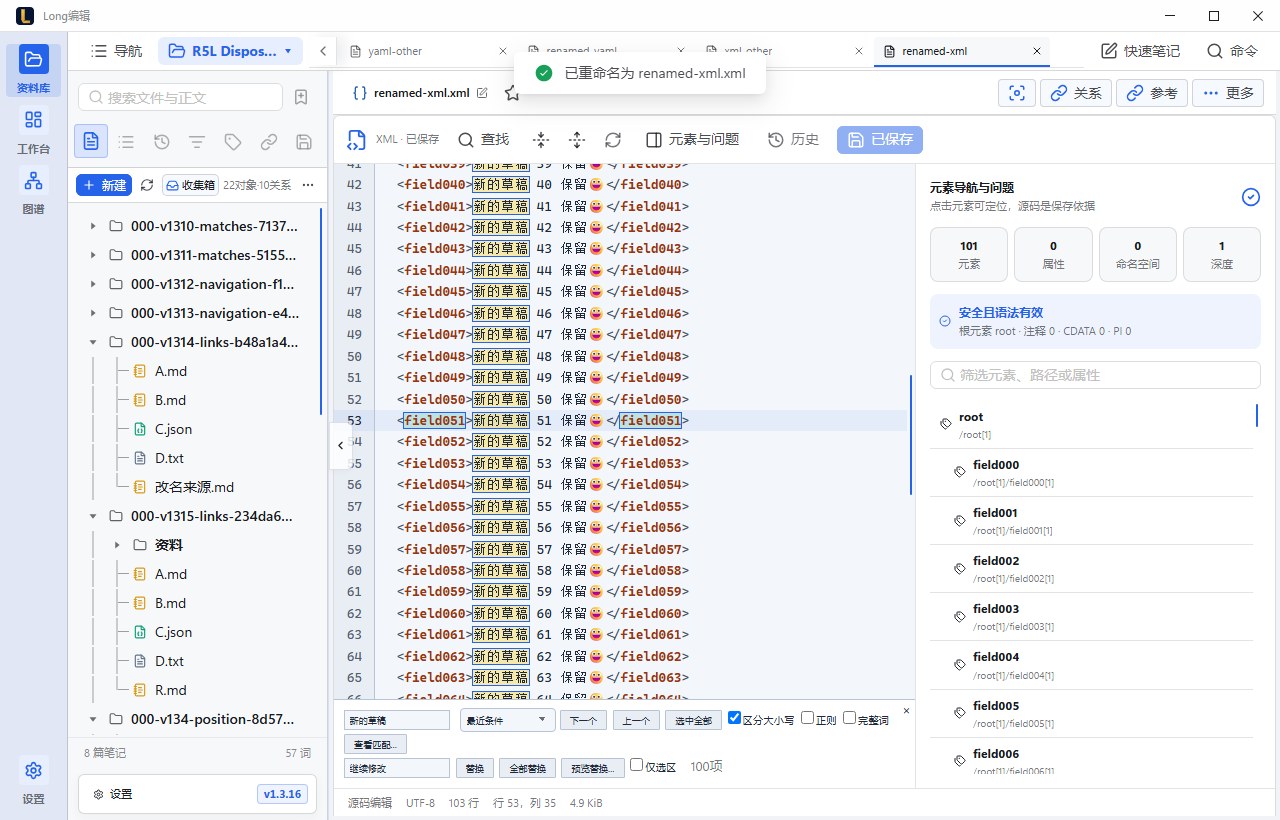 Long编辑
资料库
工作台
图谱
设置
导航
R5L Dispos...
yaml-other
renamed-yaml
xml-other
renamed-xml
快速笔记
命令
已重命名为 renamed-xml.xml
搜索文件与正文
新建
收集箱
22对象·10关系
000-v1310-matches-7137...
000-v1311-matches-5155...
000-v1312-navigation-f1...
000-v1313-navigation-e4...
000-v1314-links-b48a1a4...
A.md
B.md
C.json
D.txt
改名来源.md
000-v1315-links-234da6...
资料
A.md
B.md
C.json
D.txt
R.md
000-v134-position-8d57...
8 篇笔记
57 词
设置
v1.3.16
renamed-xml.xml
关系
参考
更多
XML · 已保存
查找
元素与问题
历史
已保存
41 <field039>新的草稿 39 保留😀</field039>
42 <field040>新的草稿 40 保留😀</field040>
43 <field041>新的草稿 41 保留😀</field041>
44 <field042>新的草稿 42 保留😀</field042>
45 <field043>新的草稿 43 保留😀</field043>
46 <field044>新的草稿 44 保留😀</field044>
47 <field045>新的草稿 45 保留😀</field045>
48 <field046>新的草稿 46 保留😀</field046>
49 <field047>新的草稿 47 保留😀</field047>
50 <field048>新的草稿 48 保留😀</field048>
51 <field049>新的草稿 49 保留😀</field049>
52 <field050>新的草稿 50 保留😀</field050>
53 <field051>新的草稿 51 保留😀</field051>
54 <field052>新的草稿 52 保留😀</field052>
55 <field053>新的草稿 53 保留😀</field053>
56 <field054>新的草稿 54 保留😀</field054>
57 <field055>新的草稿 55 保留😀</field055>
58 <field056>新的草稿 56 保留😀</field056>
59 <field057>新的草稿 57 保留😀</field057>
60 <field058>新的草稿 58 保留😀</field058>
61 <field059>新的草稿 59 保留😀</field059>
62 <field060>新的草稿 60 保留😀</field060>
63 <field061>新的草稿 61 保留😀</field061>
64 <field062>新的草稿 62 保留😀</field062>
65 <field063>新的草稿 63 保留😀</field063>
66 <field064>新的草稿 64 保留😀</field064>
新的草稿
最近条件
下一个
上一个
选中全部
区分大小写
正则
完整词
查看匹配...
继续修改
替换
全部替换
预览替换...
仅选区
100项
源码编辑
UTF-8
103 行
行 53，列 35
4.9 KiB
元素导航与问题
点击元素可定位，源码是保存依据
101
元素
0
属性
0
命名空间
1
深度
安全且语法有效
根元素 root · 注释 0 · CDATA 0 · PI 0
筛选元素、路径或属性
root
/root[1]
field000
/root[1]/field000[1]
field001
/root[1]/field001[1]
field002
/root[1]/field002[1]
field003
/root[1]/field003[1]
field004
/root[1]/field004[1]
field005
/root[1]/field005[1]
field006
/root[1]/field006[1]